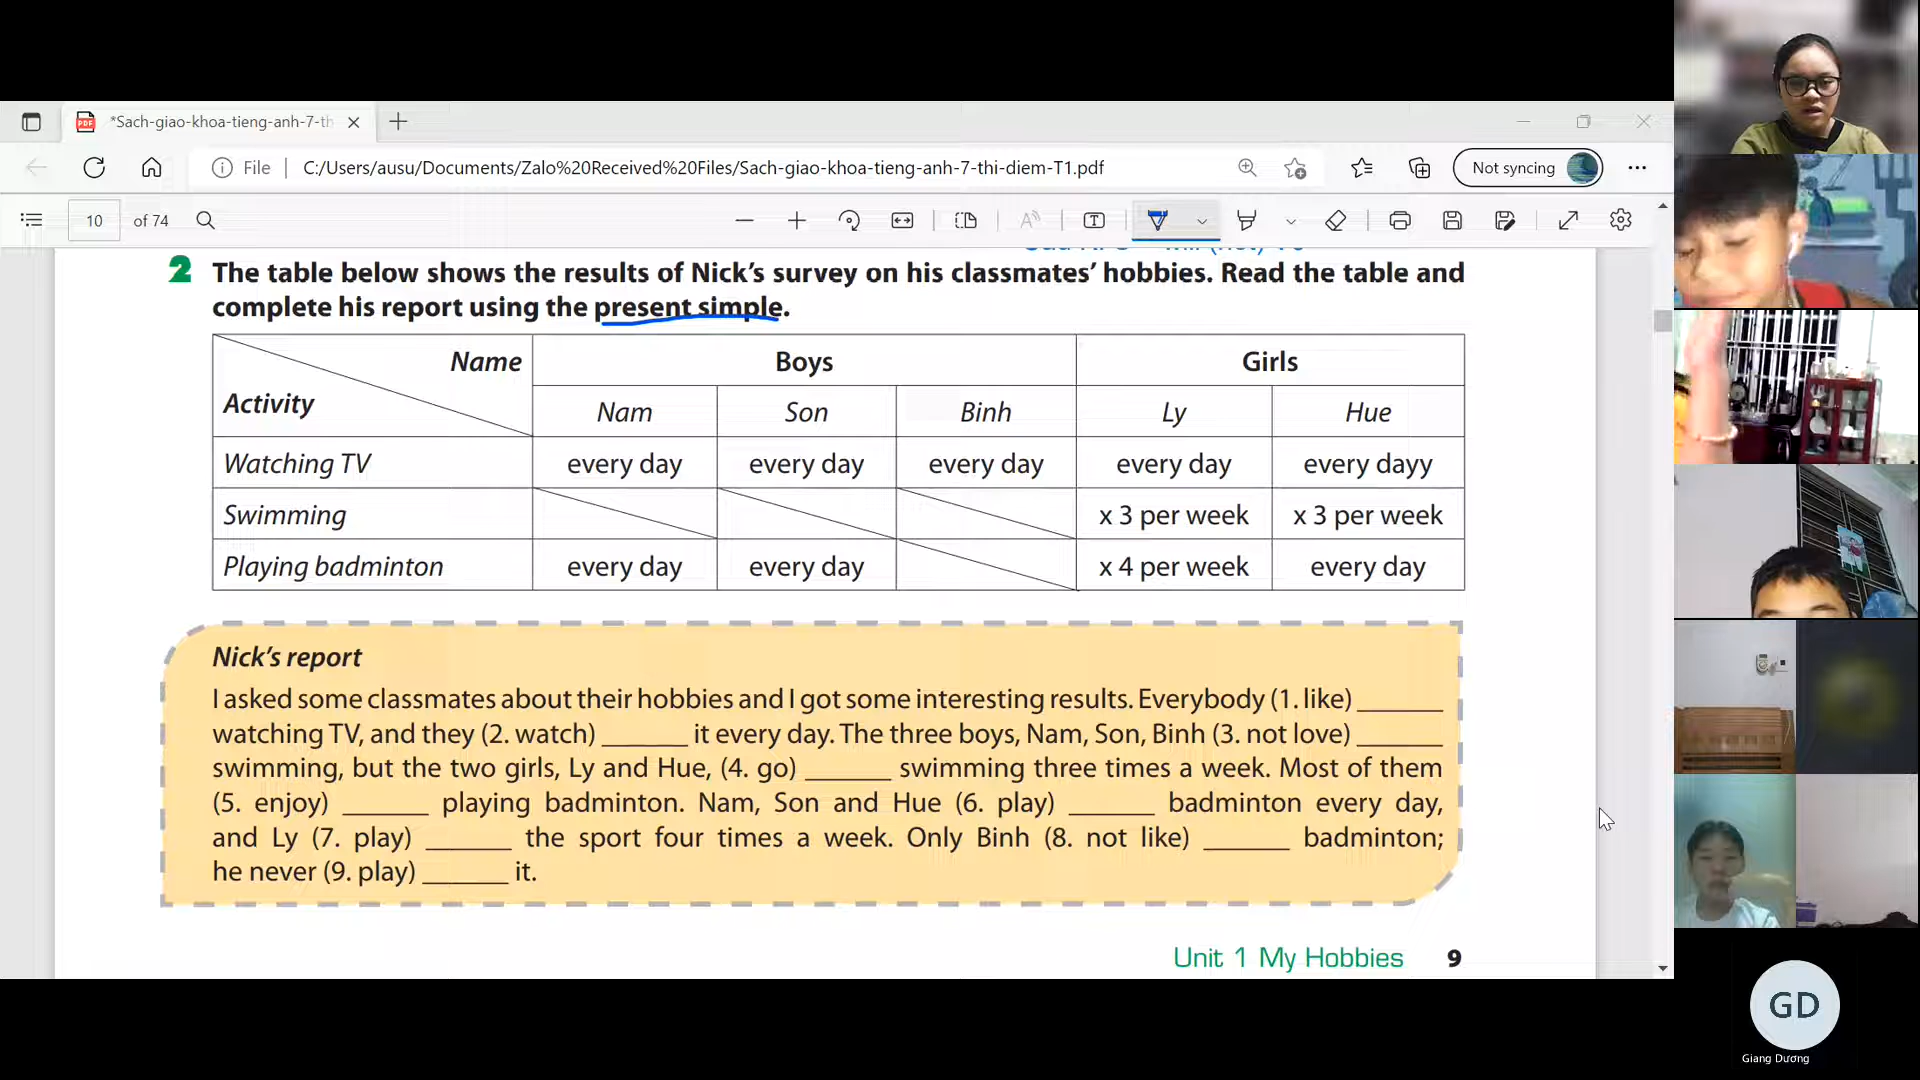 *Sach-giao-khoa-tieng-anh-7-th
File
C:/Users/ausu/Documents/Zalo%20Received%20Files/Sach-giao-khoa-tieng-anh-7-thi-diem-T1.pdf
Not syncing
10 of 74
2 The table below shows the results of Nick’s survey on his classmates’ hobbies. Read the table and
complete his report using the present simple.
Name Boys Girls
Activity Nam Son Binh Ly Hue
Watching TV every day every day every day every day every dayy
Swimming x 3 per week x 3 per week
Playing badminton every day every day x 4 per week every day
Nick’s report
I asked some classmates about their hobbies and I got some interesting results. Everybody (1. like) ______
watching TV, and they (2. watch) ______ it every day. The three boys, Nam, Son, Binh (3. not love) ______
swimming, but the two girls, Ly and Hue, (4. go) ______ swimming three times a week. Most of them
(5. enjoy) ______ playing badminton. Nam, Son and Hue (6. play) ______ badminton every day,
and Ly (7. play) ______ the sport four times a week. Only Binh (8. not like) ______ badminton;
he never (9. play) ______ it.
Unit 1 My Hobbies 9
GD
Giang Dương